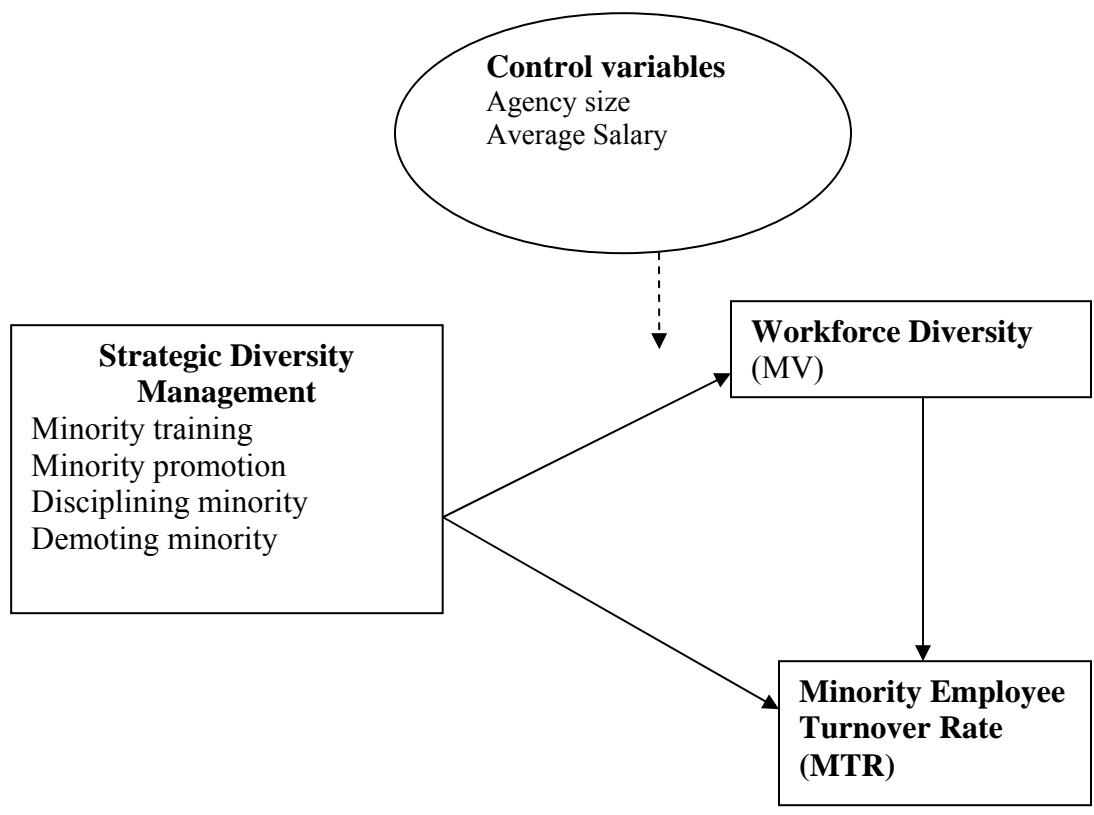 Control variables
Agency size
Average Salary
Strategic Diversity
Management
Minority training
Minority promotion
Disciplining minority
Demoting minority
Workforce Diversity
(MV)
Minority Employee
Turnover Rate
(MTR)